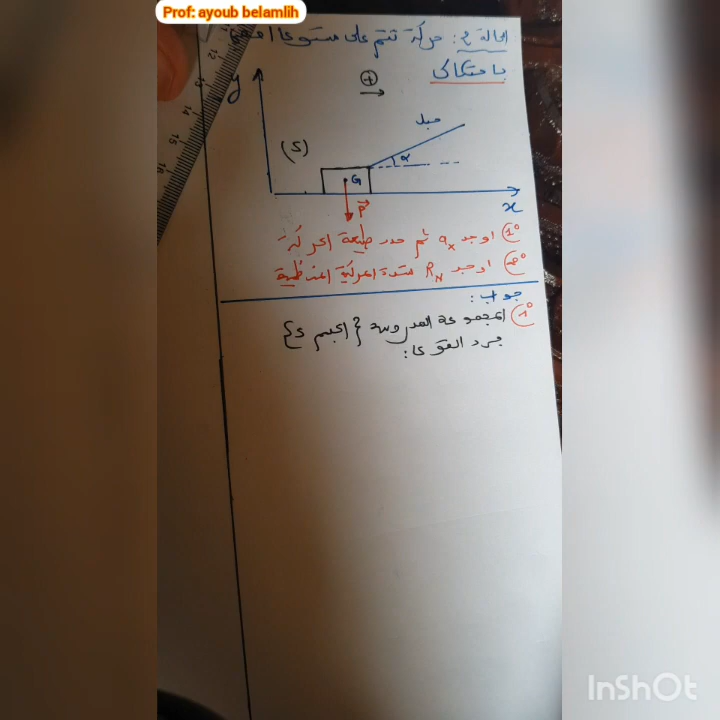 Prof: ayoub belamlih
الحالة 2: حركة تتم على مستوى أفقي
باحتكاك
y
+
حبل
(S)
α
G
P
x
1° اوجد ax ثم حدد طبيعة الحركة
2° اوجد RN شدة المركبة المنظمية
جواب:
1° المجموعة المدروسة {الجسم S}
جرد القوى:
InShOt